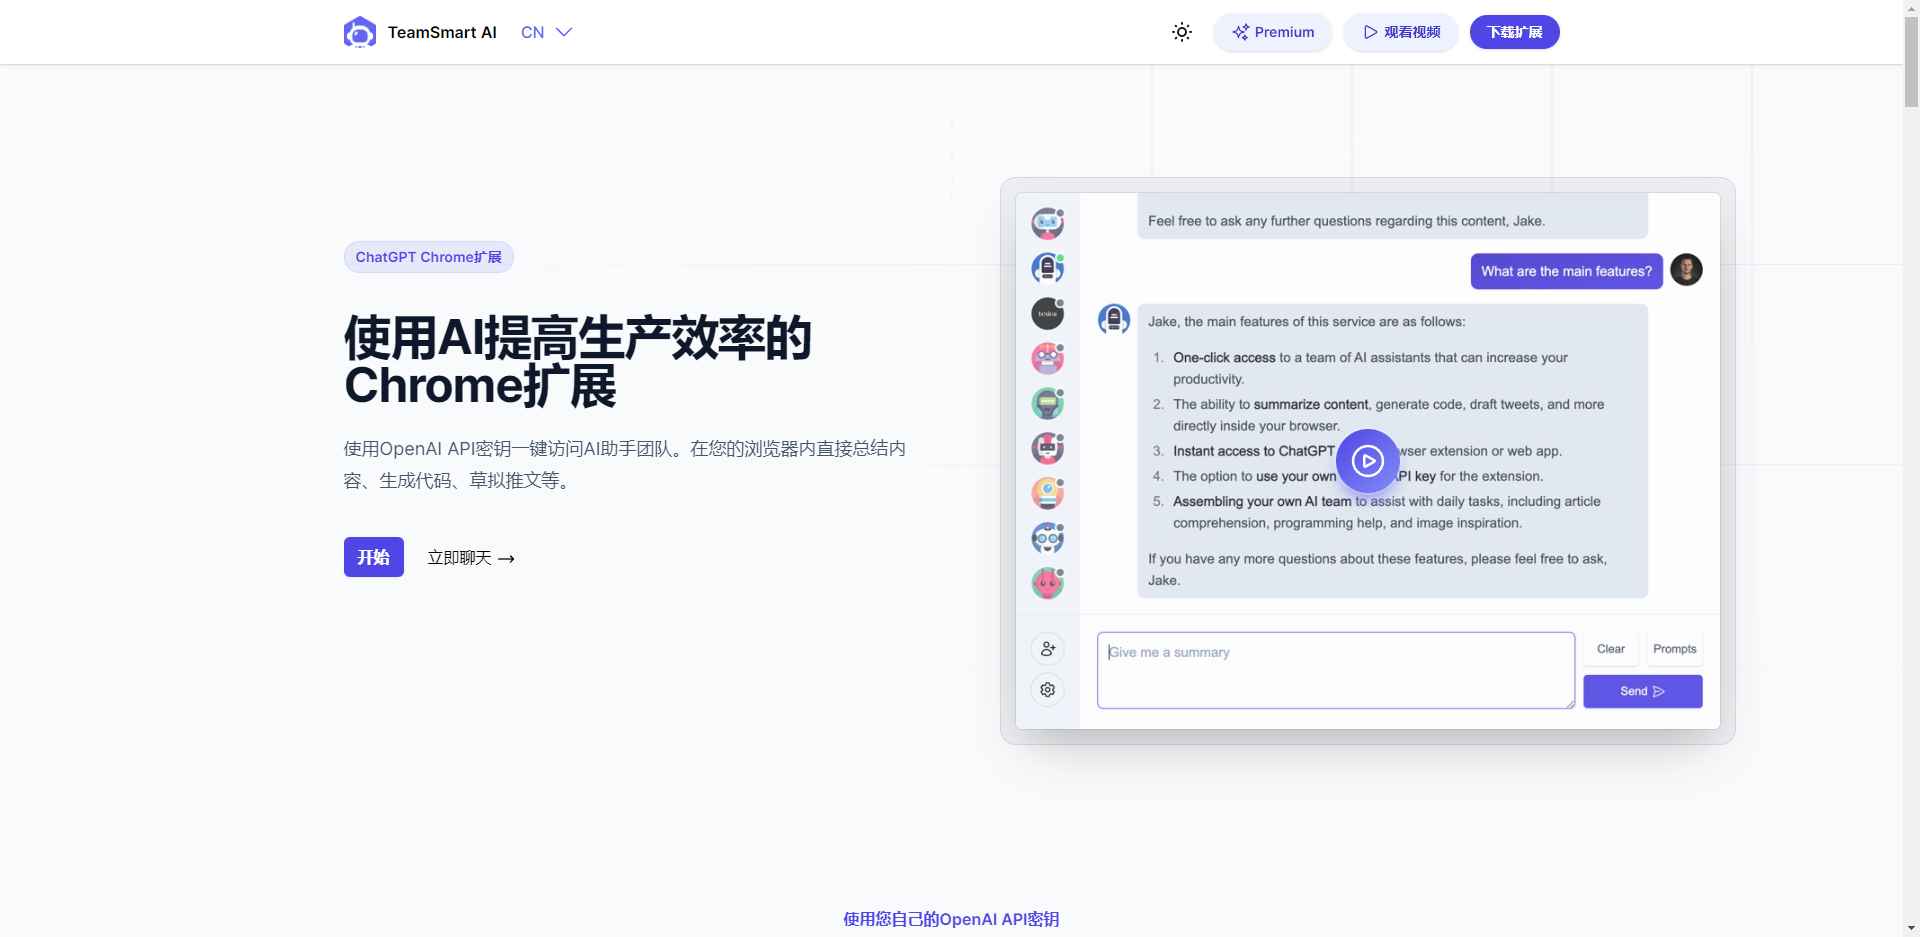 TeamSmart AI
CN
Premium
观看视频
下载扩展
ChatGPT Chrome扩展
使用AI提高生产效率的
Chrome扩展
使用OpenAI API密钥一键访问AI助手团队。在您的浏览器内直接总结内
容、生成代码、草拟推文等。
开始
立即聊天 →
Feel free to ask any further questions regarding this content, Jake.
What are the main features?
Jake, the main features of this service are as follows:
1. One-click access to a team of AI assistants that can increase your
productivity.
2. The ability to summarize content, generate code, draft tweets, and more
directly inside your browser.
3. Instant access to ChatGPT wser extension or web app.
4. The option to use your own PI key for the extension.
5. Assembling your own AI team to assist with daily tasks, including article
comprehension, programming help, and image inspiration.
If you have any more questions about these features, please feel free to ask,
Jake.
Give me a summary
Clear
Prompts
Send
使用您自己的OpenAI API密钥